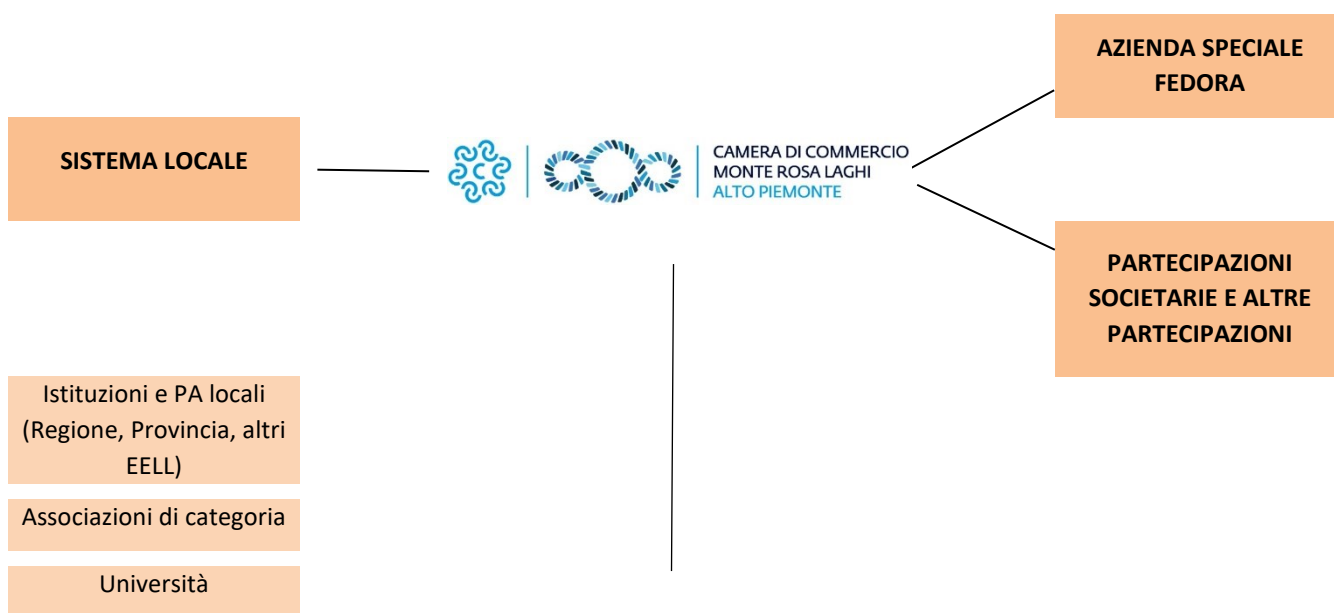 SISTEMA LOCALE
CAMERA DI COMMERCIO
MONTE ROSA LAGHI
ALTO PIEMONTE
AZIENDA SPECIALE
FEDORA
PARTECIPAZIONI
SOCIETARIE E ALTRE
PARTECIPAZIONI
Istituzioni e PA locali
(Regione, Provincia, altri
EELL)
Associazioni di categoria
Università